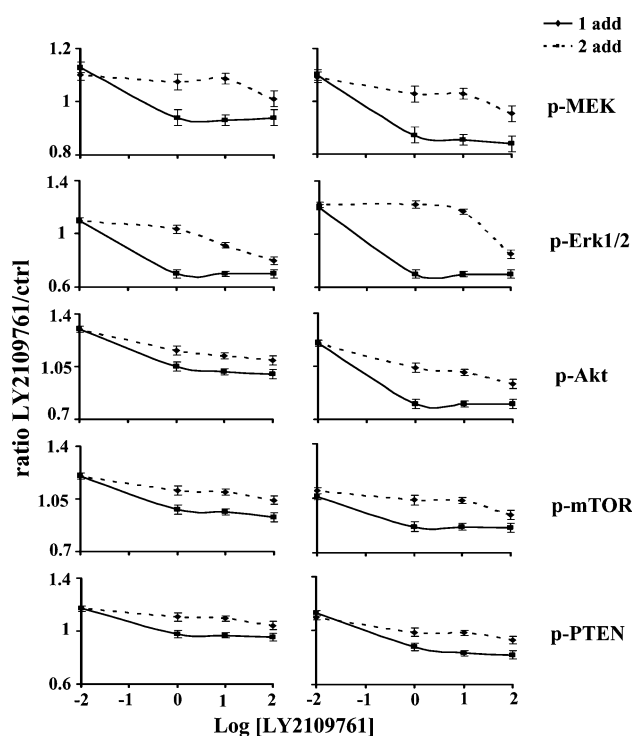 1 add
2 add
1.2
1
0.8
p-MEK
1.4
1
0.6
p-Erk1/2
1.4
1.05
0.7
p-Akt
1.4
1.05
0.7
p-mTOR
1.4
1
0.6
p-PTEN
ratio LY2109761/ctrl
-2 -1 0 1 2
-2 -1 0 1 2
Log [LY2109761]